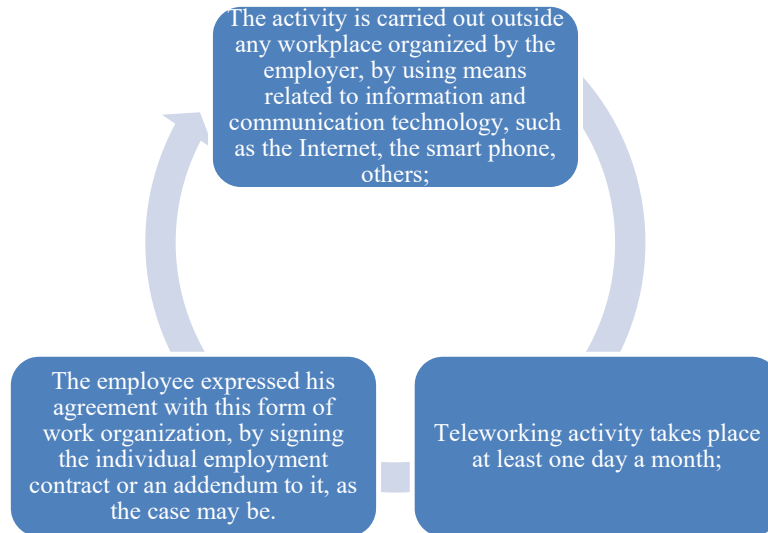 The activity is carried out outside
any workplace organized by the
employer, by using means
related to information and
communication technology, such
as the Internet, the smart phone,
others;
Teleworking activity takes place
at least one day a month;
The employee expressed his
agreement with this form of
work organization, by signing
the individual employment
contract or an addendum to it, as
the case may be.